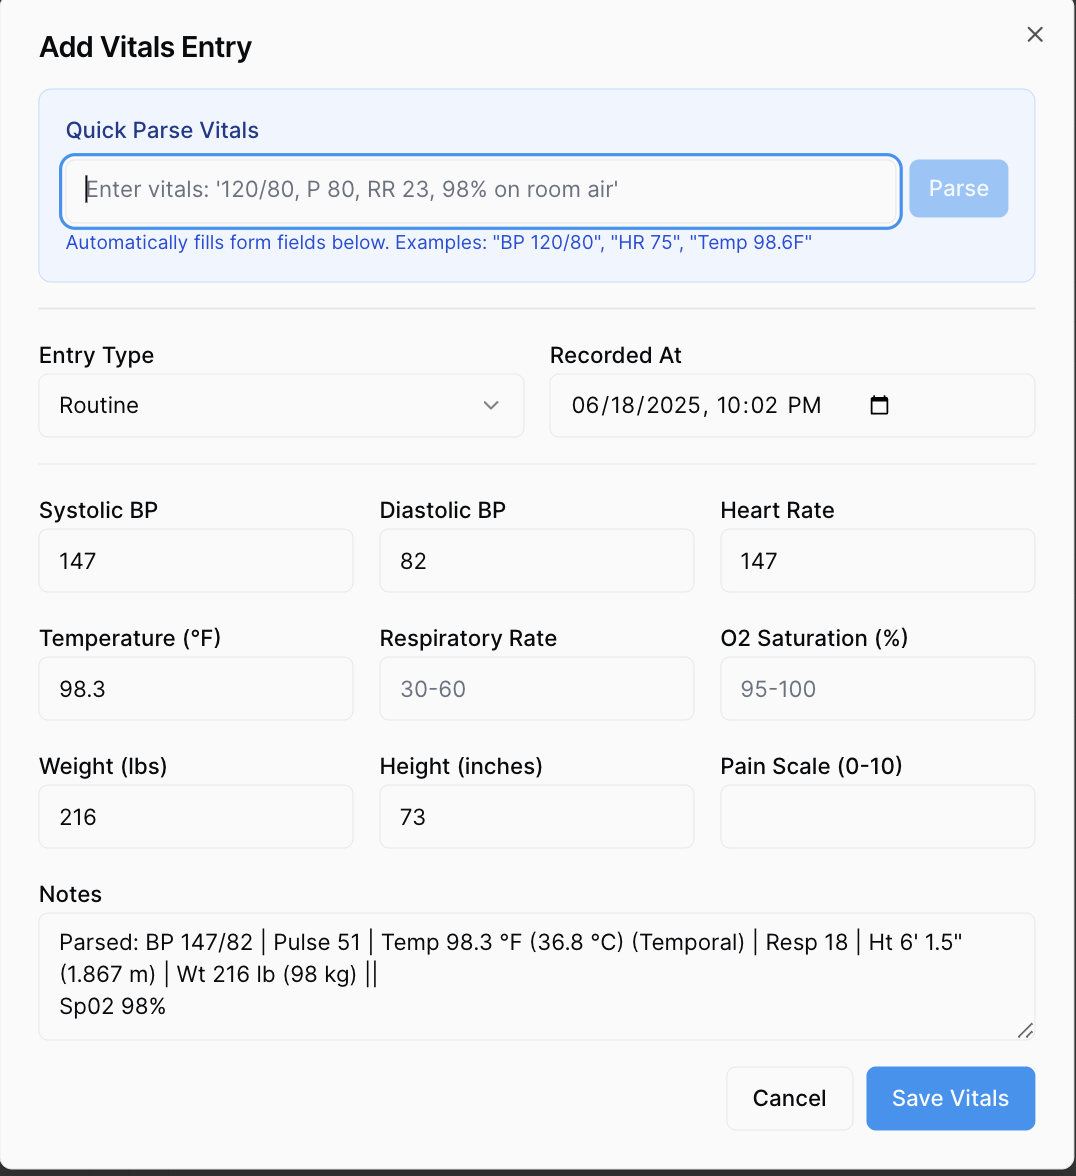 Add Vitals Entry
Quick Parse Vitals
Enter vitals: '120/80, P 80, RR 23, 98% on room air'
Parse
Automatically fills form fields below. Examples: "BP 120/80", "HR 75", "Temp 98.6F"
Entry Type
Recorded At
Routine
06/18/2025, 10:02 PM
Systolic BP
Diastolic BP
Heart Rate
147
82
147
Temperature (°F)
Respiratory Rate
O2 Saturation (%)
98.3
30-60
95-100
Weight (lbs)
Height (inches)
Pain Scale (0-10)
216
73
Notes
Parsed: BP 147/82 | Pulse 51 | Temp 98.3 °F (36.8 °C) (Temporal) | Resp 18 | Ht 6' 1.5"
(1.867 m) | Wt 216 lb (98 kg) ||
Sp02 98%
Cancel
Save Vitals